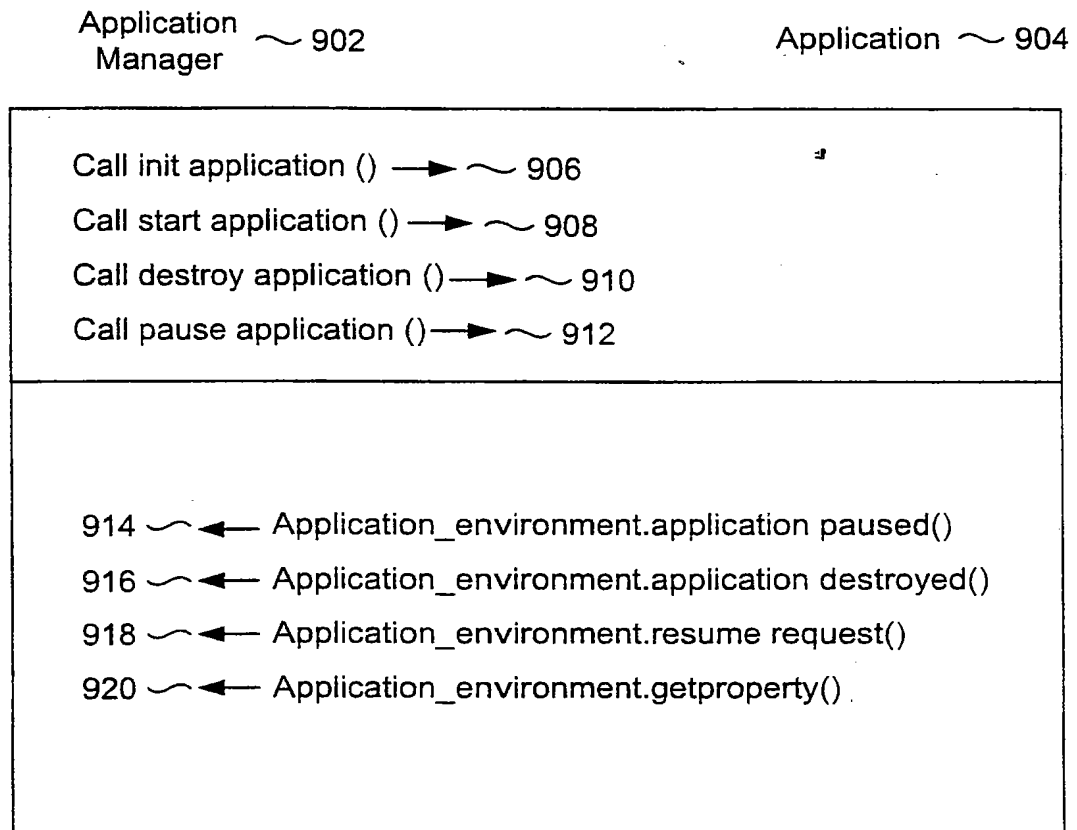 Application Manager 902
Application 904
Call init application () 906
Call start application () 908
Call destroy application () 910
Call pause application () 912
914 Application_environment.application paused()
916 Application_environment.application destroyed()
918 Application_environment.resume request()
920 Application_environment.getproperty()